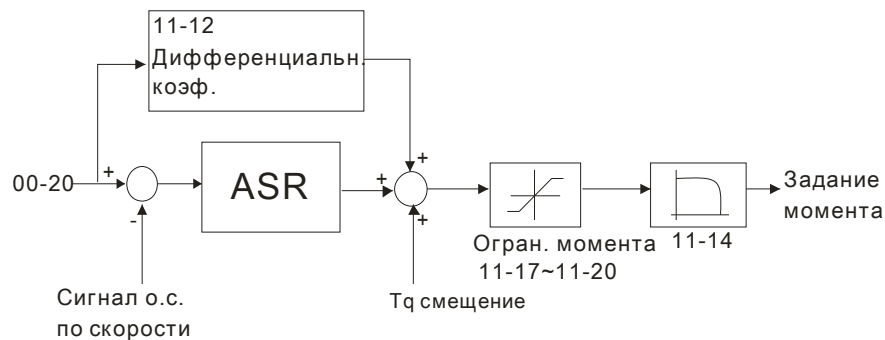 11-12
Дифференциальн.
коэф.
+
+
00-20
+
ASR
+
-
+
Задание
момента
Огран. момента
11-17~11-20
11-14
Сигнал о.с.
по скорости
Tq смещение